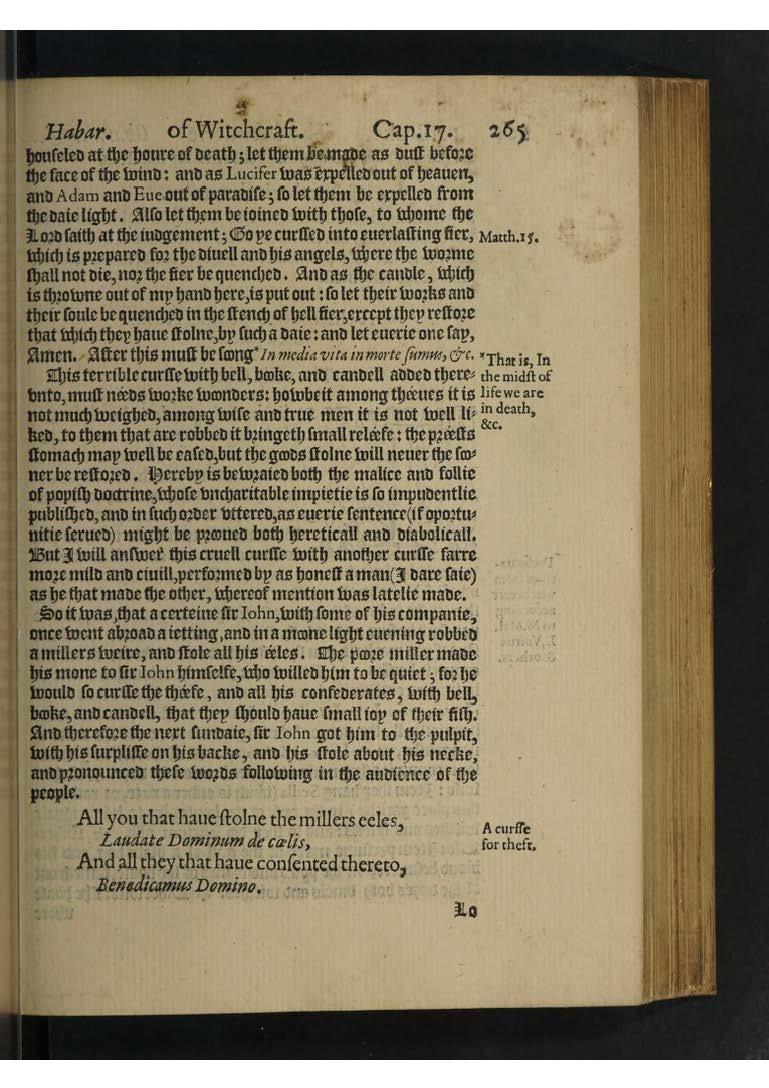 Habar. of Witchcraft. Cap.17. 265
houſeled at the houre of death; let them be made as duſt before
the face of the wind: and as Lucifer was expelled out of heauen,
and Adam and Eue out of paradiſe; ſo let them be expelled from
the daie light. Alſo let them be ioined with thoſe, to whome the
Lord ſaith at the iudgement; Go ye curſſed into euerlaſting fier,
Matth.15.
which is prepared for the diuell and his angels, where the worme
ſhall not die, nor the fier be quenched. And as the candle, which
is throwne out of my hand here, is put out: ſo let their works and
their ſoule be quenched in the ſtench of hell fier, except they reſtore
that which they haue ſtolne, by ſuch a daie: and let euerie one ſay,
Amen. After this muſt be ſoong* In media vita in morte ſumus, &c.
*That is, In
the midſt of
life we are
in death,
&c.
This terrible curſſe with bell, booke, and candell added there⸗
vnto, muſt needs worke woonders: howbeit among theeues it is
not much weighed, among wiſe and true men it is not well li⸗
ked, to them that are robbed it bringeth ſmall releefe: the preeſts
ſtomach may well be eaſed, but the goods ſtolne will neuer the ſoo⸗
ner be reſtored. Hereby is bewraied both the malice and follie
of popiſh doctrine, whoſe vncharitable impietie is ſo impudentlie
publiſhed, and in ſuch order vttered, as euerie ſentence (if oportu⸗
nitie ſerued) might be prooued both hereticall and diabolicall.
But I will anſwer this cruell curſſe with another curſſe farre
more mild and ciuill, performed by as honeſt a man (I dare ſaie)
as he that made the other, whereof mention was latelie made.
So it was, that a certeine ſir Iohn, with ſome of his companie,
once went abroad a ietting, and in a moone light euening robbed
a millers weire, and ſtole all his eeles. The poore miller made
his mone to ſir Iohn himſelfe, who willed him to be quiet; for he
would ſo curſſe the theefe, and all his confederates, with bell,
booke, and candell, that they ſhould haue ſmall ioy of their fiſh.
And therefore the next ſundaie, ſir Iohn got him to the pulpit,
with his ſurpliſſe on his backe, and his ſtole about his necke,
and pronounced theſe words following in the audience of the
people.
All you that haue ſtolne the millers eeles,
Laudate Dominum de cœlis,
And all they that haue conſented thereto,
Benedicamus Domino.
A curſſe
for theft.
Lo